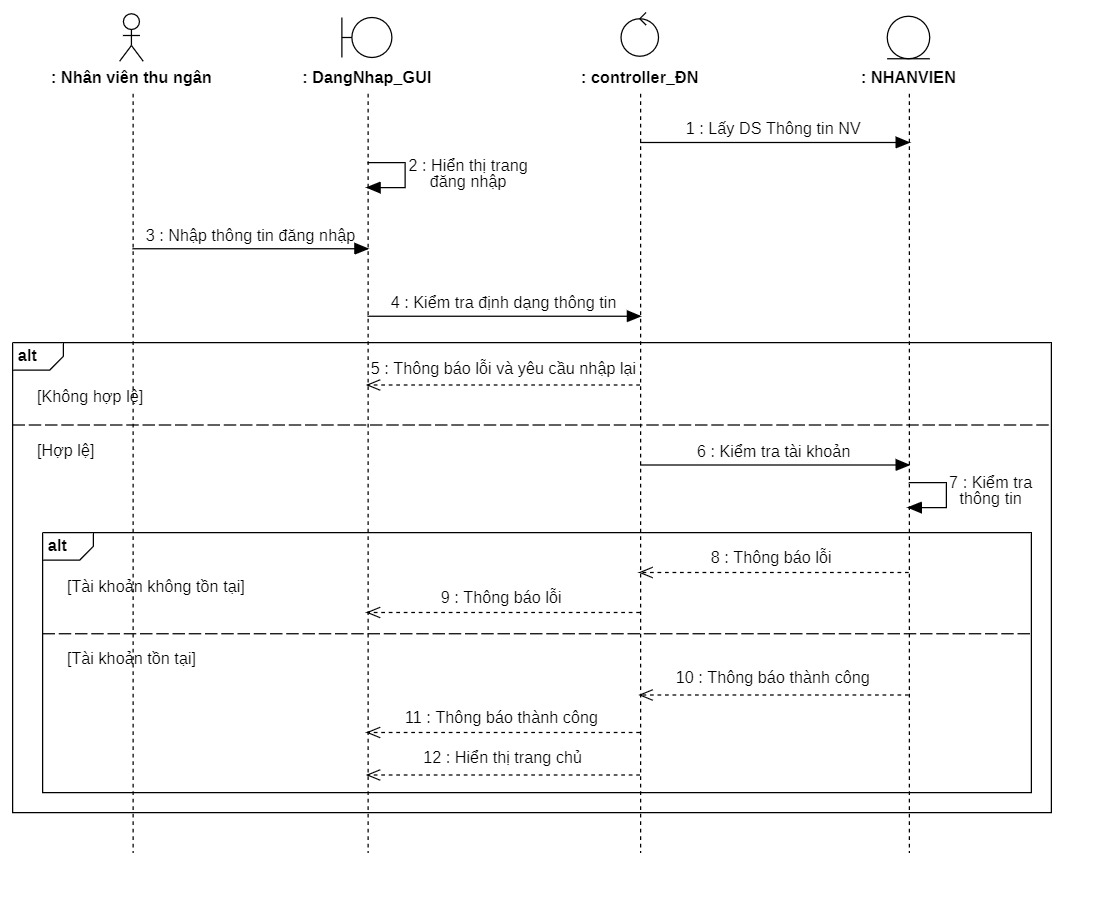 : Nhân viên thu ngân
: DangNhap_GUI
: controller_ĐN
: NHANVIEN
1 : Lấy DS Thông tin NV
2 : Hiển thị trang
đăng nhập
3 : Nhập thông tin đăng nhập
4 : Kiểm tra định dạng thông tin
alt
5 : Thông báo lỗi và yêu cầu nhập lại
[Không hợp lệ]
[Hợp lệ]
6 : Kiểm tra tài khoản
7 : Kiểm tra
thông tin
alt
8 : Thông báo lỗi
[Tài khoản không tồn tại]
9 : Thông báo lỗi
[Tài khoản tồn tại]
10 : Thông báo thành công
11 : Thông báo thành công
12 : Hiển thị trang chủ